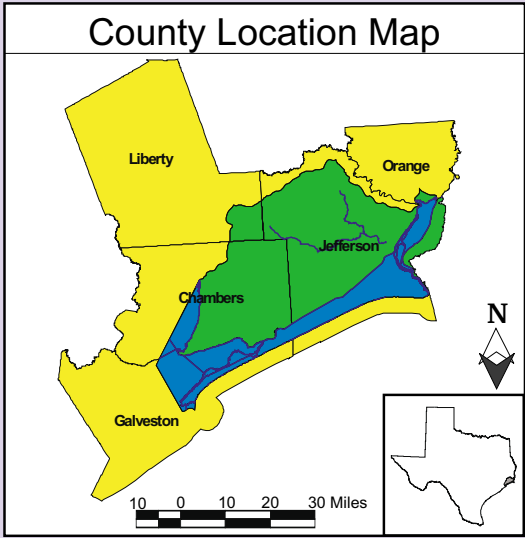 County Location Map
Liberty
Orange
Jefferson
Chambers
Galveston
N
10 0 10 20 30 Miles